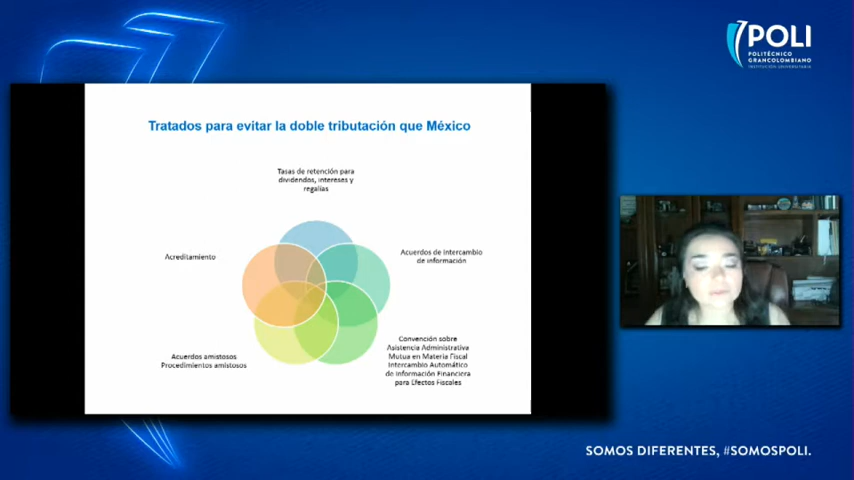 POLI
POLITÉCNICO
GRANCOLOMBIANO
INSTITUCIÓN UNIVERSITARIA
Tratados para evitar la doble tributación que México
Tasas de retención para
dividendos, intereses y
regalías
Acreditamiento
Acuerdos de intercambio
de información
Acuerdos amistosos
Procedimientos amistosos
Convención sobre
Asistencia Administrativa
Mutua en Materia Fiscal
Intercambio Automático
de Información Financiera
para Efectos Fiscales
SOMOS DIFERENTES, #SOMOSPOLI.